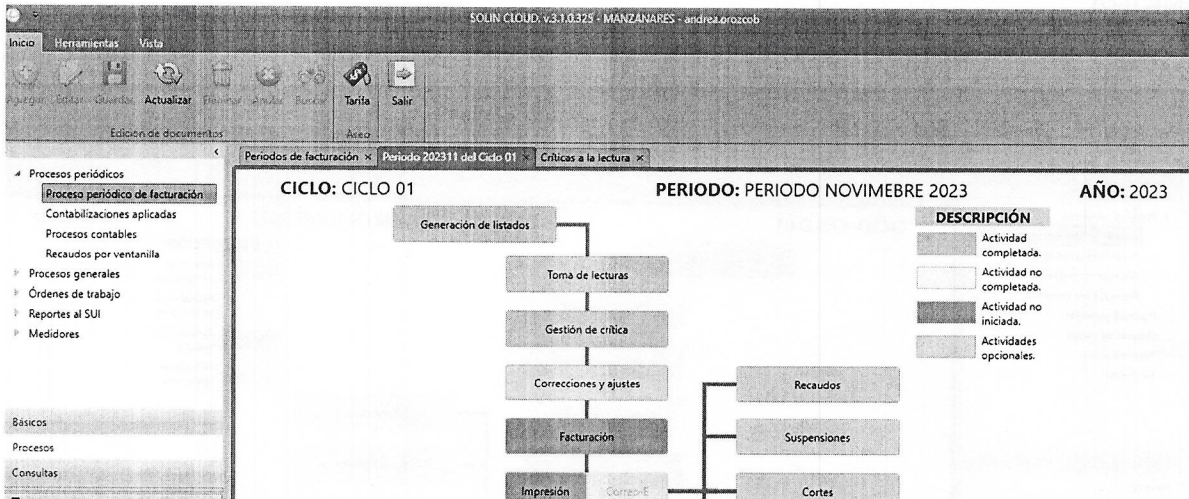 SOLIN CLOUD. v.3.1.0.325 - MANZANARES - andrea.orozcob
Inicio Herramientas Vista
Agregar Editar Guardar Actualizar Eliminar Anular Buscar Tarifa Salir
Edición de documentos Aseo
Periodos de facturación × Periodo 202311 del Ciclo 01 × Críticas a la lectura ×
Procesos periódicos
Proceso periódico de facturación
Contabilizaciones aplicadas
Procesos contables
Recaudos por ventanilla
Procesos generales
Órdenes de trabajo
Reportes al SUI
Medidores
Básicos
Procesos
Consultas
CICLO: CICLO 01 PERIODO: PERIODO NOVIMEBRE 2023 AÑO: 2023
Generación de listados
Toma de lecturas
Gestión de crítica
Correcciones y ajustes
Facturación
Impresión Correo-E
Recaudos
Suspensiones
Cortes
DESCRIPCIÓN
Actividad
completada.
Actividad no
completada.
Actividad no
iniciada.
Actividades
opcionales.